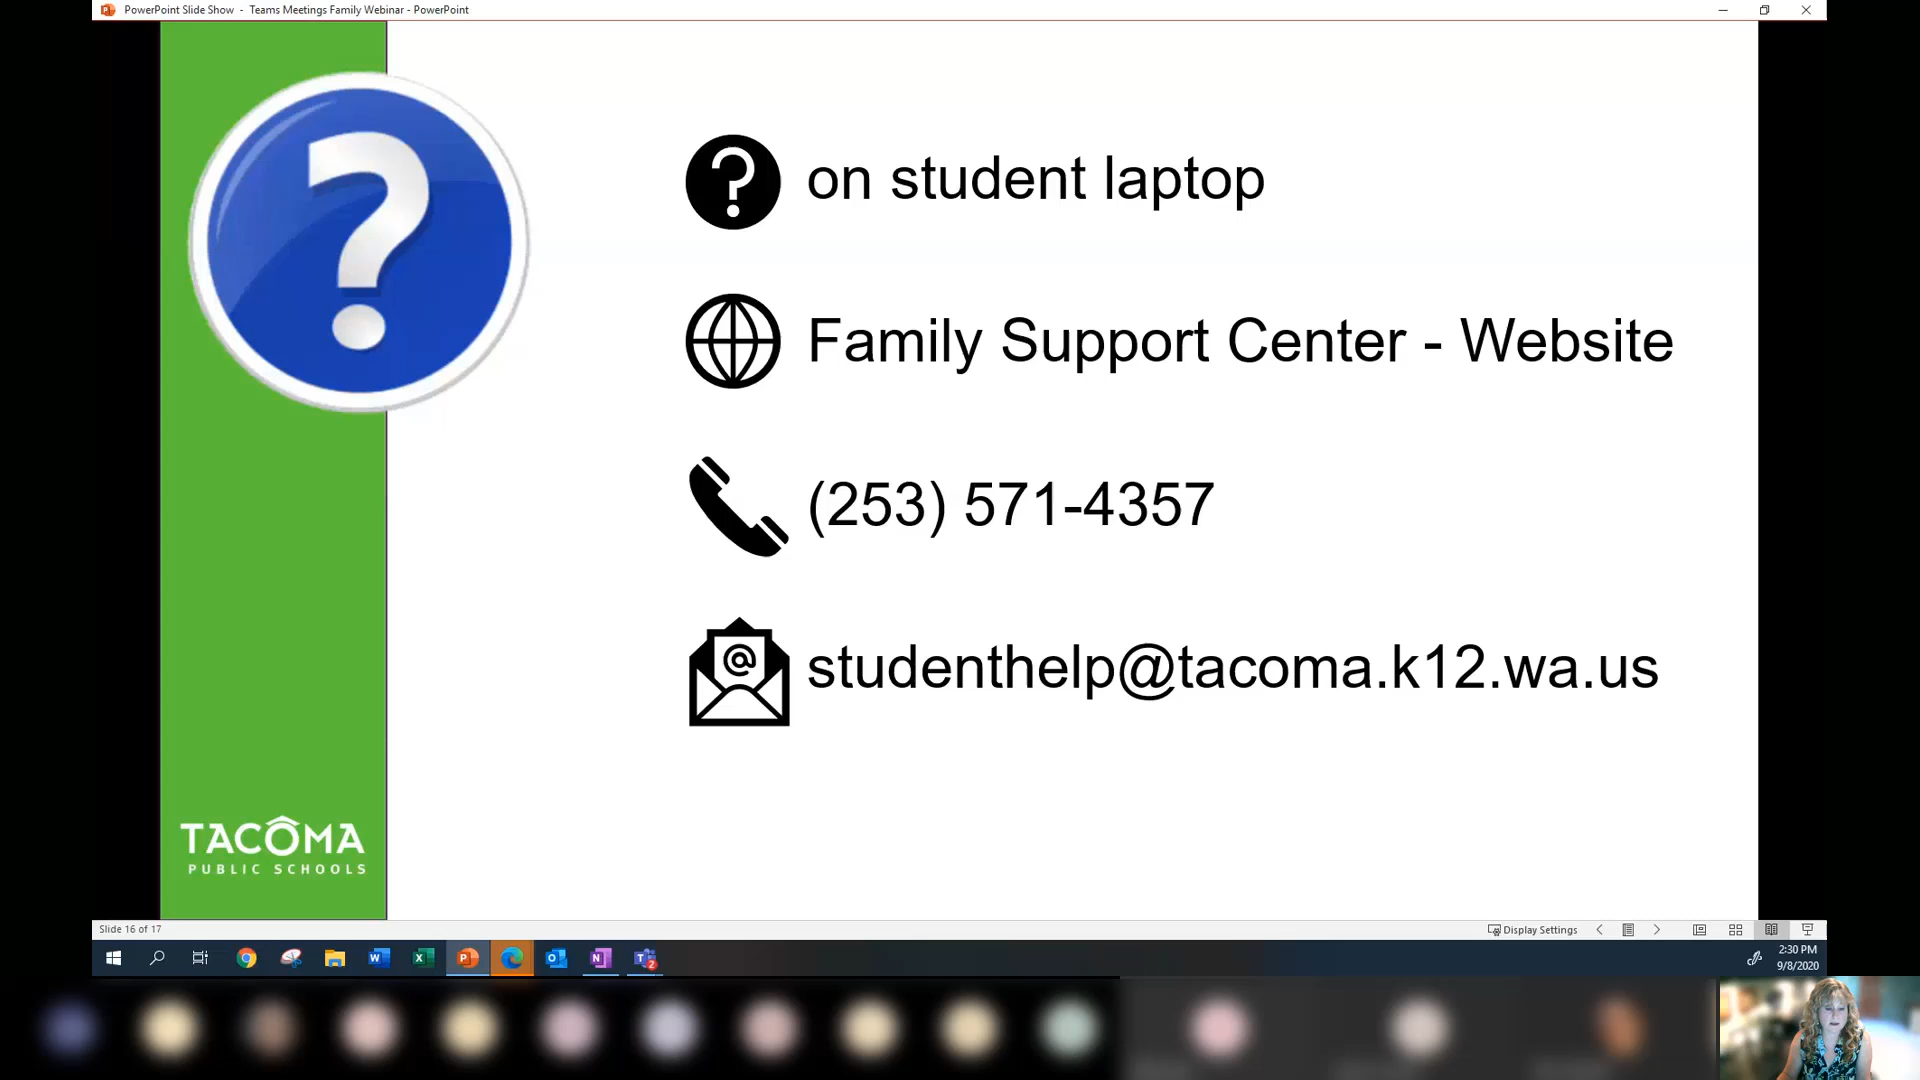 PowerPoint Slide Show - Teams Meetings Family Webinar - PowerPoint
on student laptop
Family Support Center - Website
(253) 571-4357
studenthelp@tacoma.k12.wa.us
TACOMA
PUBLIC SCHOOLS
Slide 16 of 17
Display Settings
2:30 PM
9/8/2020